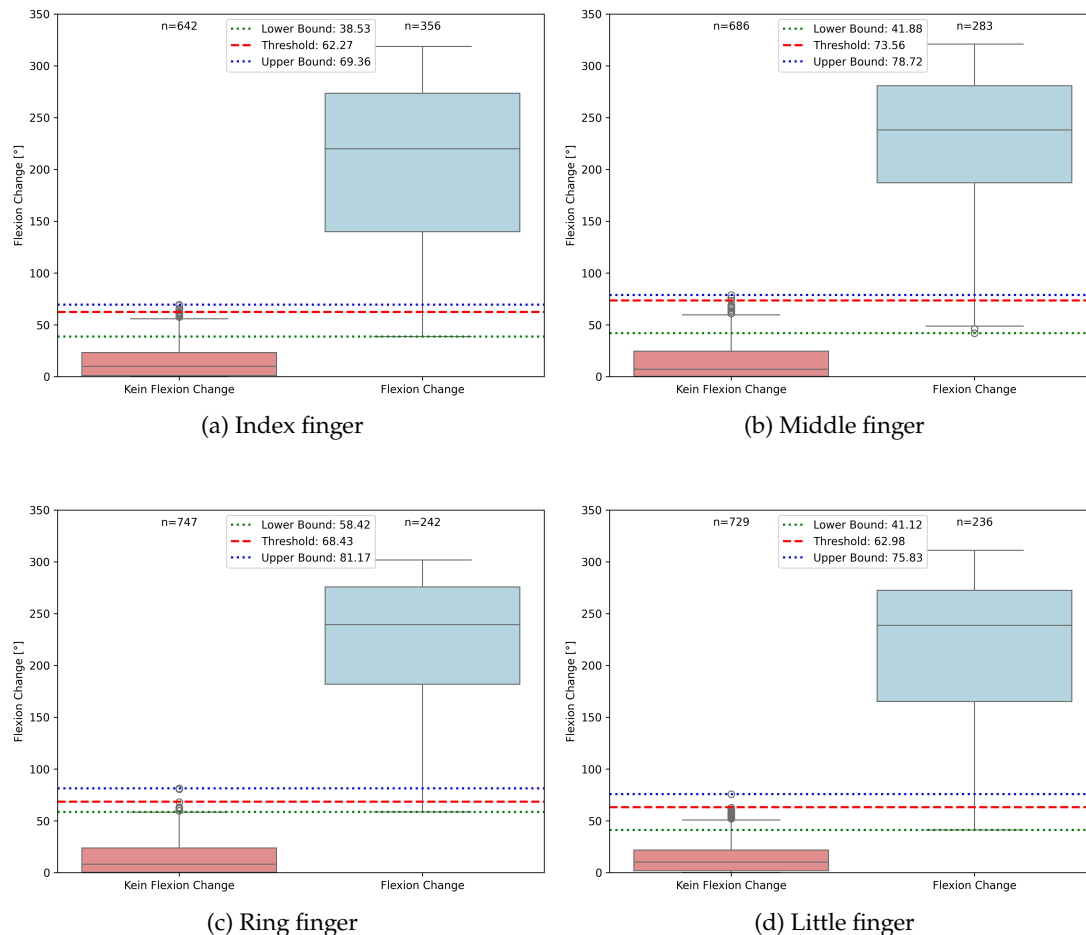 350
300
250
200
150
100
50
0
Flexion Change [°]
n=642
n=356
Lower Bound: 38.53
Threshold: 62.27
Upper Bound: 69.36
Kein Flexion Change
Flexion Change
(a) Index finger
350
300
250
200
150
100
50
0
Flexion Change [°]
n=686
n=283
Lower Bound: 41.88
Threshold: 73.56
Upper Bound: 78.72
Kein Flexion Change
Flexion Change
(b) Middle finger
350
300
250
200
150
100
50
0
Flexion Change [°]
n=747
n=242
Lower Bound: 58.42
Threshold: 68.43
Upper Bound: 81.17
Kein Flexion Change
Flexion Change
(c) Ring finger
350
300
250
200
150
100
50
0
Flexion Change [°]
n=729
n=236
Lower Bound: 41.12
Threshold: 62.98
Upper Bound: 75.83
Kein Flexion Change
Flexion Change
(d) Little finger